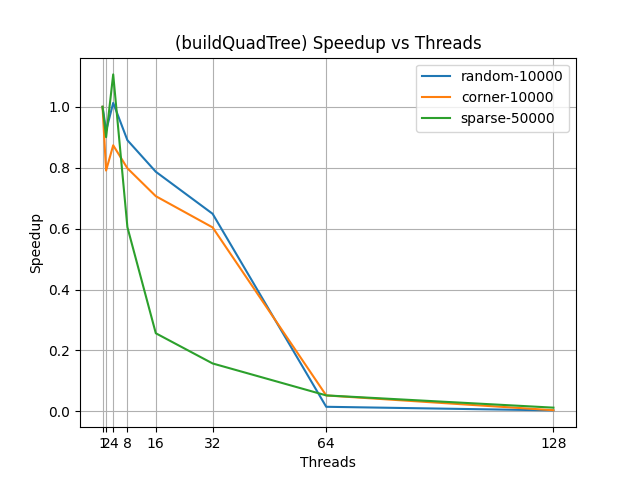 (buildQuadTree) Speedup vs Threads
random-10000
corner-10000
sparse-50000
1.0
0.8
0.6
0.4
0.2
0.0
Speedup
1 2 4 8 16 32 64 128
Threads